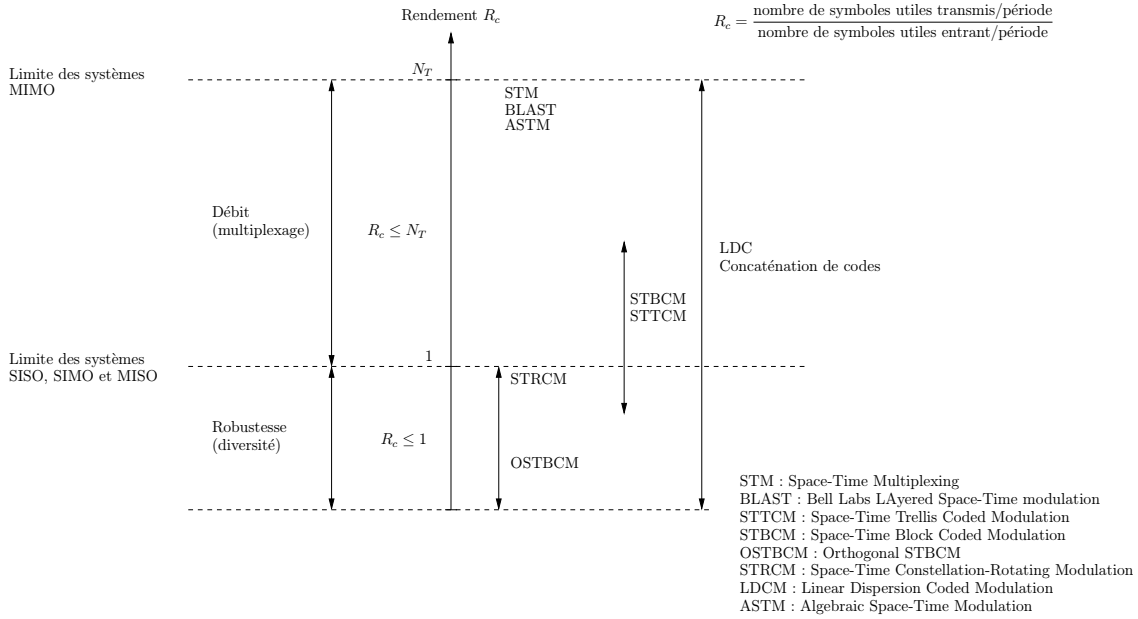 Rendement R_c
R_c = nombre de symboles utiles transmis/période
nombre de symboles utiles entrant/période
Limite des systèmes
MIMO
N_T
STM
BLAST
ASTM
Débit
(multiplexage)
R_c ≤ N_T
LDC
Concaténation de codes
STBCM
STTCM
Limite des systèmes
SISO, SIMO et MISO
1
STRCM
Robustesse
(diversité)
R_c ≤ 1
OSTBCM
STM : Space-Time Multiplexing
BLAST : Bell Labs LAyered Space-Time modulation
STTCM : Space-Time Trellis Coded Modulation
STBCM : Space-Time Block Coded Modulation
OSTBCM : Orthogonal STBCM
STRCM : Space-Time Constellation-Rotating Modulation
LDCM : Linear Dispersion Coded Modulation
ASTM : Algebraic Space-Time Modulation